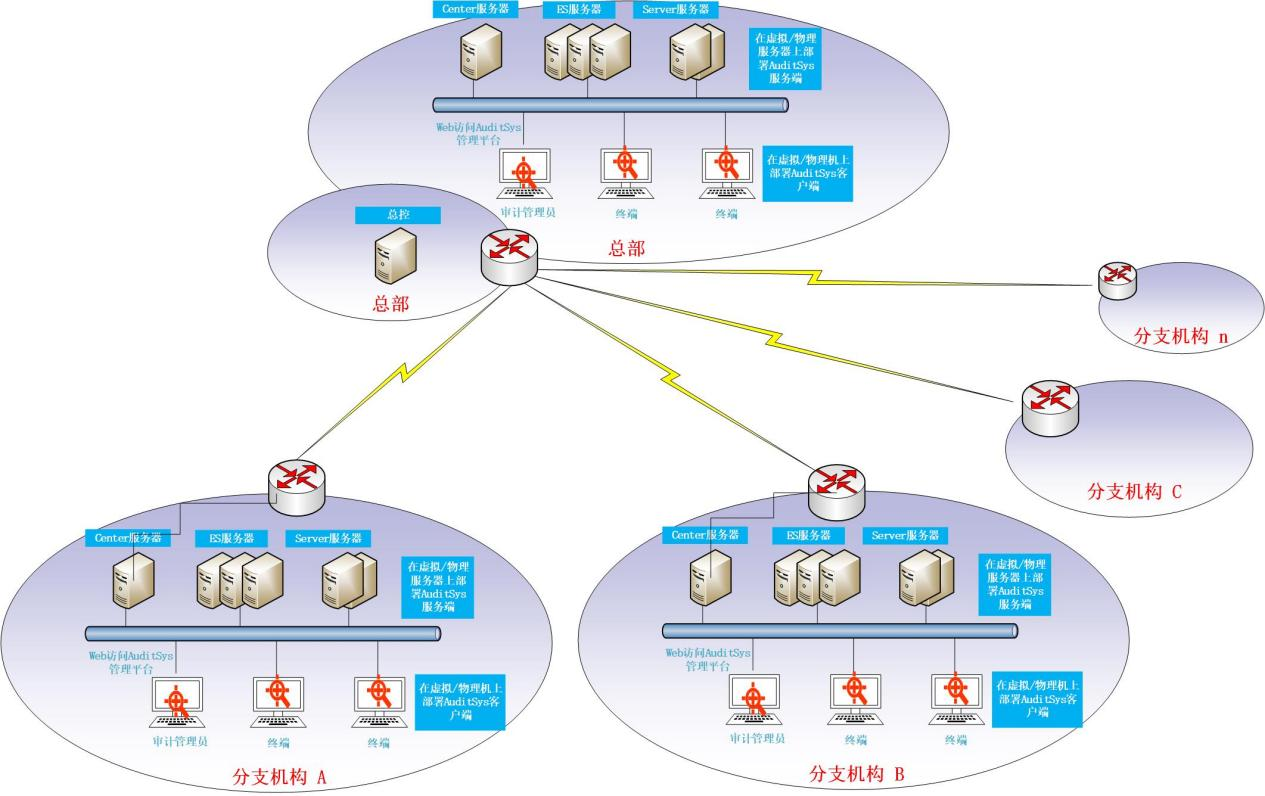 Center服务器
ES服务器
Server服务器
在虚拟/物理
服务器上部
署AuditSys
服务端
Web访问AuditSys
管理平台
在虚拟/物理机上
部署AuditSys客
户端
审计管理员
终端
终端
总部
总控
总部
分支机构 n
分支机构 C
Center服务器
ES服务器
Server服务器
在虚拟/物理
服务器上部
署AuditSys
服务端
Web访问AuditSys
管理平台
在虚拟/物理机上
部署AuditSys客
户端
审计管理员
终端
终端
分支机构 A
Center服务器
ES服务器
Server服务器
在虚拟/物理
服务器上部
署AuditSys
服务端
Web访问AuditSys
管理平台
在虚拟/物理机上
部署AuditSys客
户端
审计管理员
终端
终端
分支机构 B